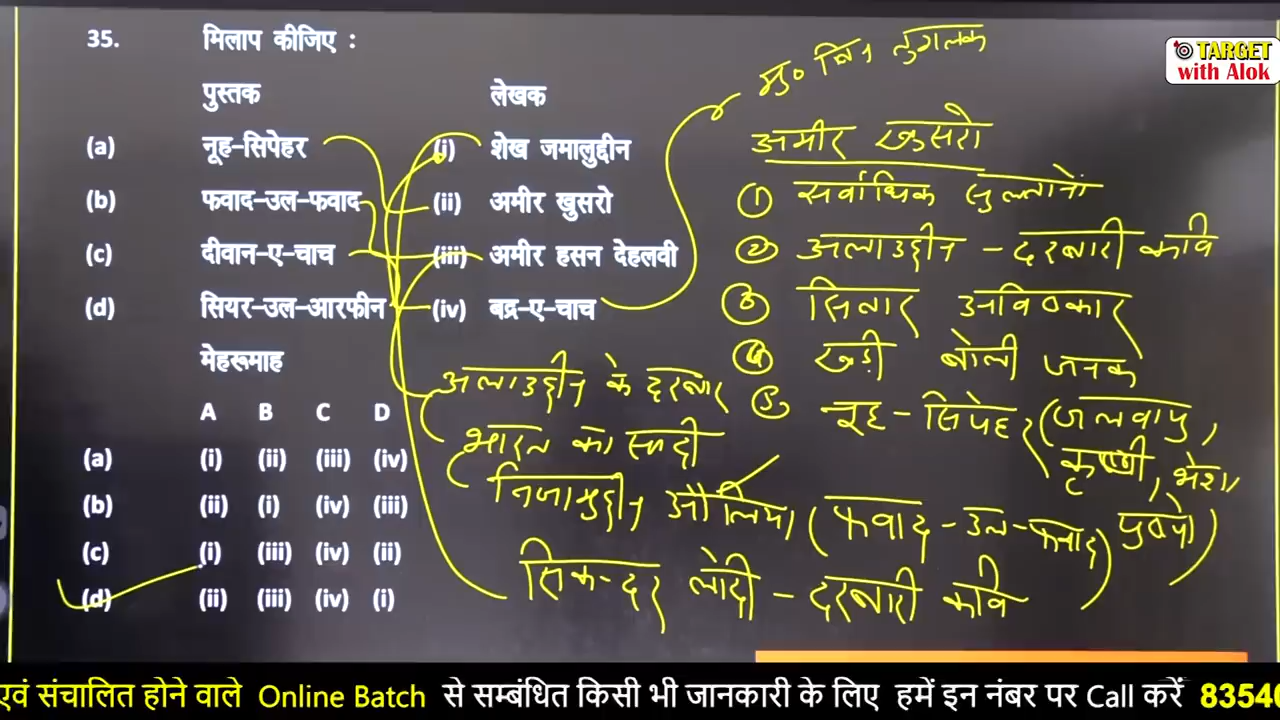 35. मिलाप कीजिए :
पुस्तक लेखक
(a) नूह-सिपेहर (i) शेख जमालुद्दीन
(b) फवाद-उल-फवाद (ii) अमीर खुसरो
(c) दीवान-ए-चाच (iii) अमीर हसन देहलवी
(d) सियर-उल-आरफीन (iv) बद्र-ए-चाच
मेहरूमाह
A B C D
(a) (i) (ii) (iii) (iv)
(b) (ii) (i) (iv) (iii)
(c) (i) (iii) (iv) (ii)
(d) (ii) (iii) (iv) (i)
मु० बिन तुगलक
अमीर खुसरो
① सर्वाधिक सुल्तानों
② अलाउद्दीन - दरबारी कवि
③ सितार अविष्कार
④ खड़ी बोली जनक
⑤ नूह - सिपेहर (जलवायु,
कृष्णी, भेश,
पुष्पो)
अलाउद्दीन के दरबार
भारत का सादी
निजामुद्दीन औलिया (फवाद-उल-फवाद)
सिकन्दर लोदी - दरबारी कवि
TARGET
with Alok
एवं संचालित होने वाले Online Batch से सम्बंधित किसी भी जानकारी के लिए हमें इन नंबर पर Call करें 83540